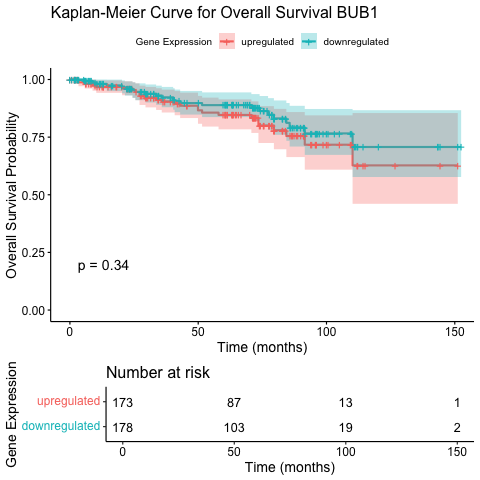 Kaplan-Meier Curve for Overall Survival BUB1
Gene Expression upregulated downregulated
Overall Survival Probability
1.00
0.75
0.50
0.25
0.00
p = 0.34
0 50 100 150
Time (months)
Number at risk
Gene Expression
upregulated 173 87 13 1
downregulated 178 103 19 2
0 50 100 150
Time (months)